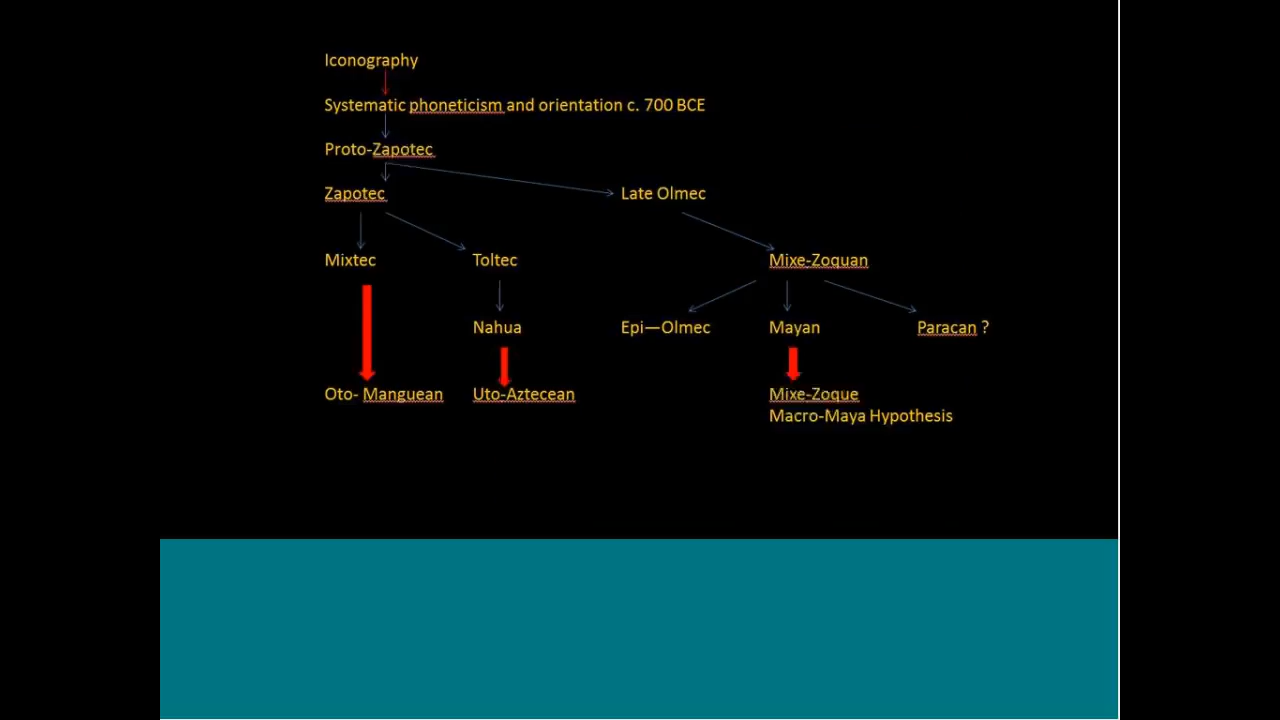 Iconography
Systematic phoneticism and orientation c. 700 BCE
Proto-Zapotec
Zapotec
Late Olmec
Mixtec
Toltec
Mixe-Zoquan
Nahua
Epi—Olmec
Mayan
Paracan ?
Oto- Manguean
Uto-Aztecean
Mixe-Zoque
Macro-Maya Hypothesis